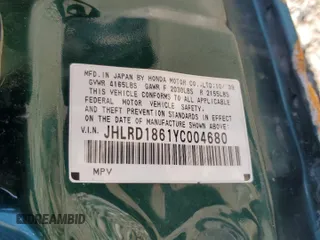 MFD. IN JAPAN BY HONDA MOTOR CO.,LTD.
GVWR 4165LBS GAWR F 2030LBS R 2155LBS
THIS VEHICLE CONFORMS TO ALL APPLICABLE
FEDERAL MOTOR VEHICLE SAFETY
AND THEFT PREVENTION STANDARDS IN EFFECT
ON THE DATE OF MANUFACTURE SHOWN ABOVE.
V.I.N. JHLRD1861YC004680
MPV
DREAMBID